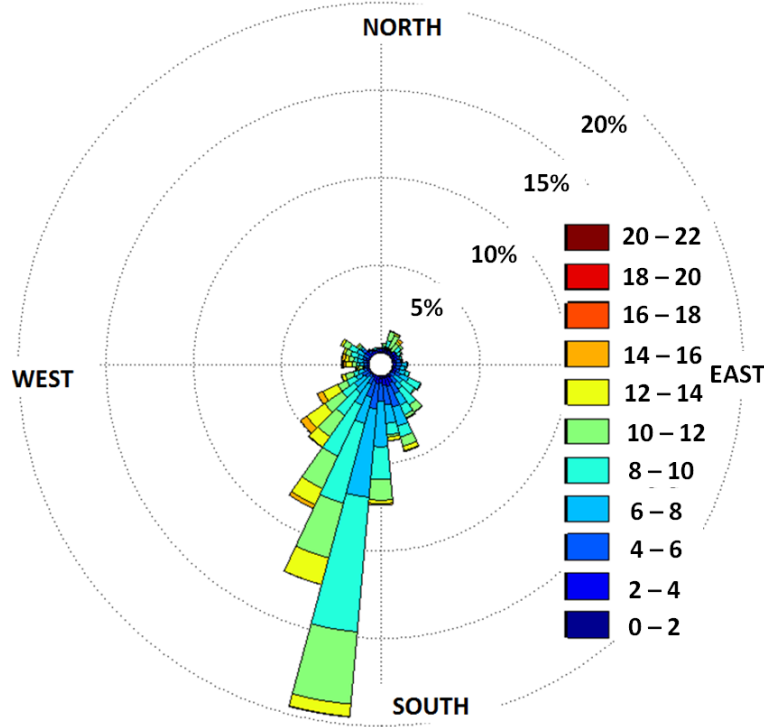 NORTH
20%
15%
10%
5%
WEST
EAST
SOUTH
20 – 22
18 – 20
16 – 18
14 – 16
12 – 14
10 – 12
8 – 10
6 – 8
4 – 6
2 – 4
0 – 2